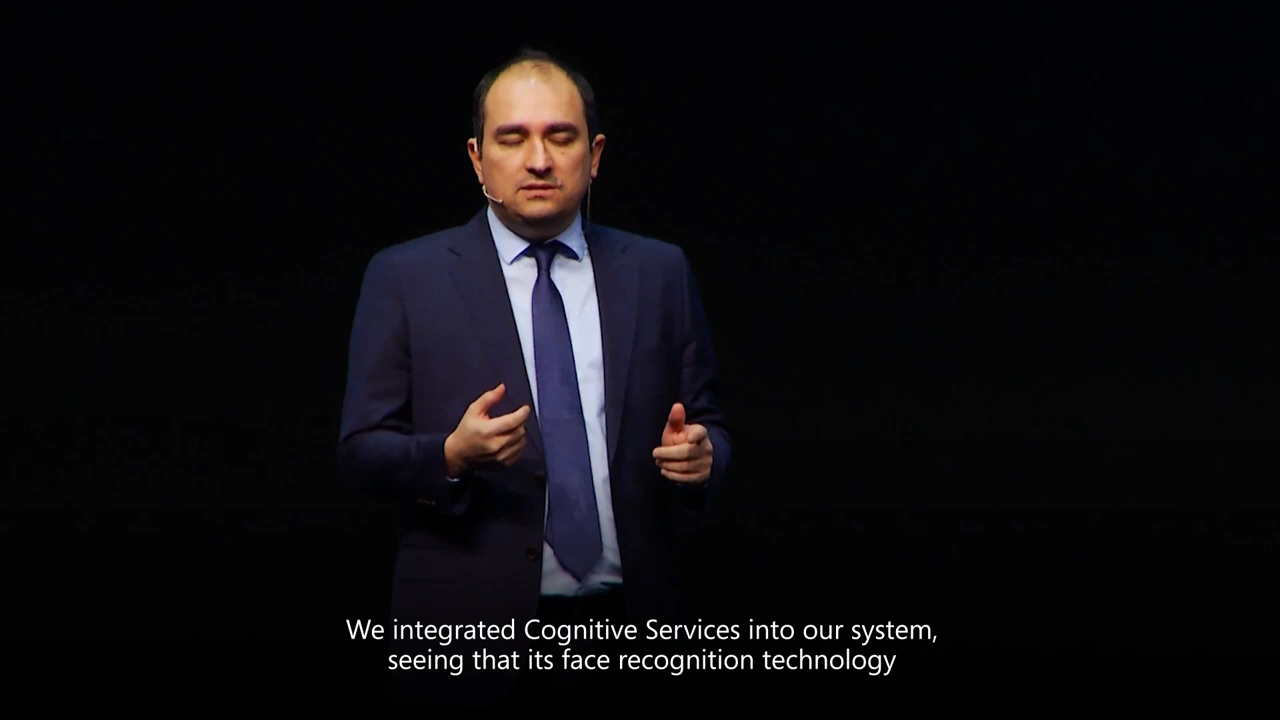 We integrated Cognitive Services into our system,
seeing that its face recognition technology